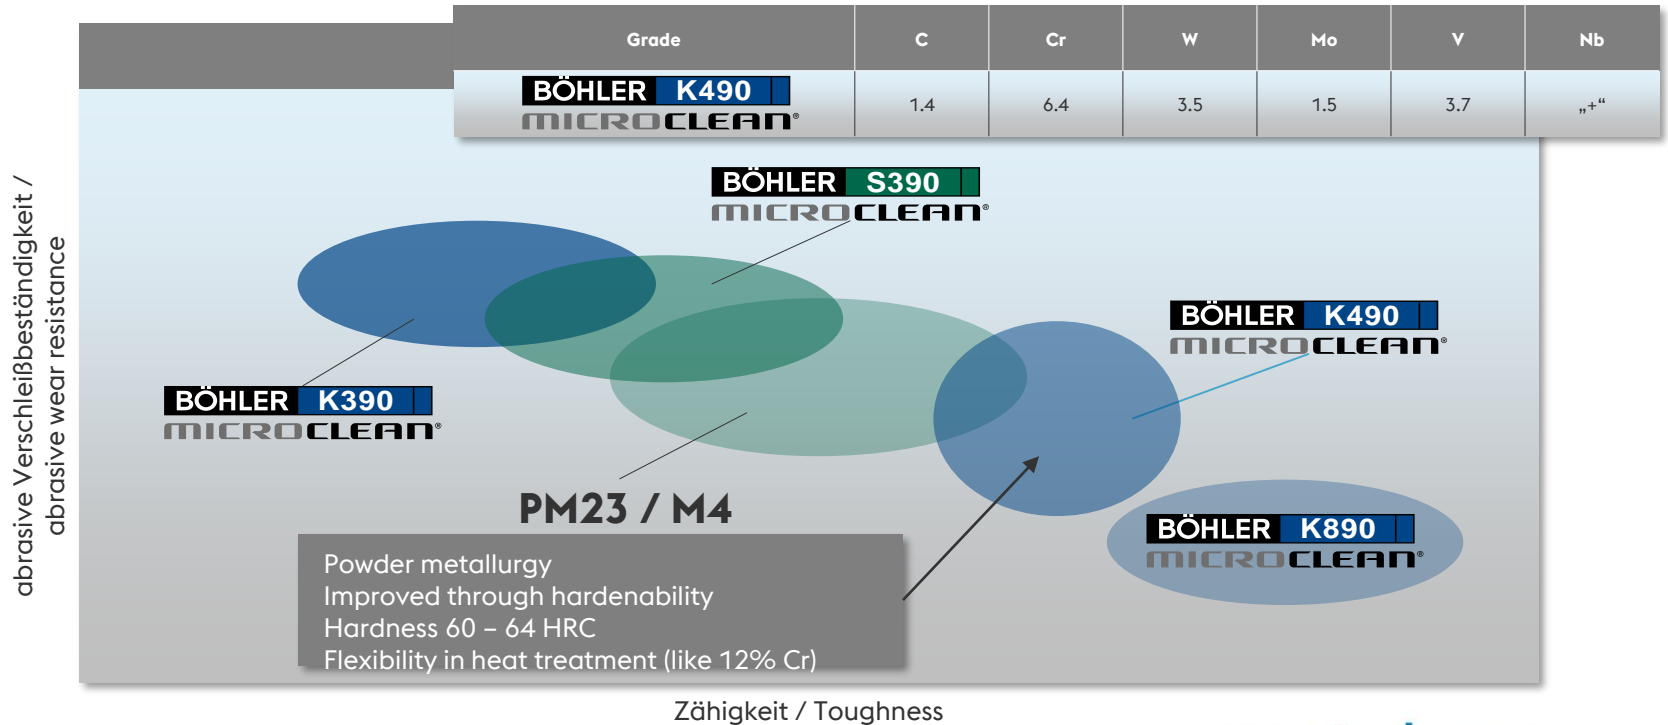 Grade C Cr W Mo V Nb
BÖHLER K490
MICROCLEAN®
1.4 6.4 3.5 1.5 3.7 „+“
BÖHLER S390
MICROCLEAN®
abrasive Verschleißbeständigkeit /
abrasive wear resistance
BÖHLER K490
MICROCLEAN®
BÖHLER K390
MICROCLEAN®
PM23 / M4
BÖHLER K890
MICROCLEAN®
Powder metallurgy
Improved through hardenability
Hardness 60 – 64 HRC
Flexibility in heat treatment (like 12% Cr)
Zähigkeit / Toughness